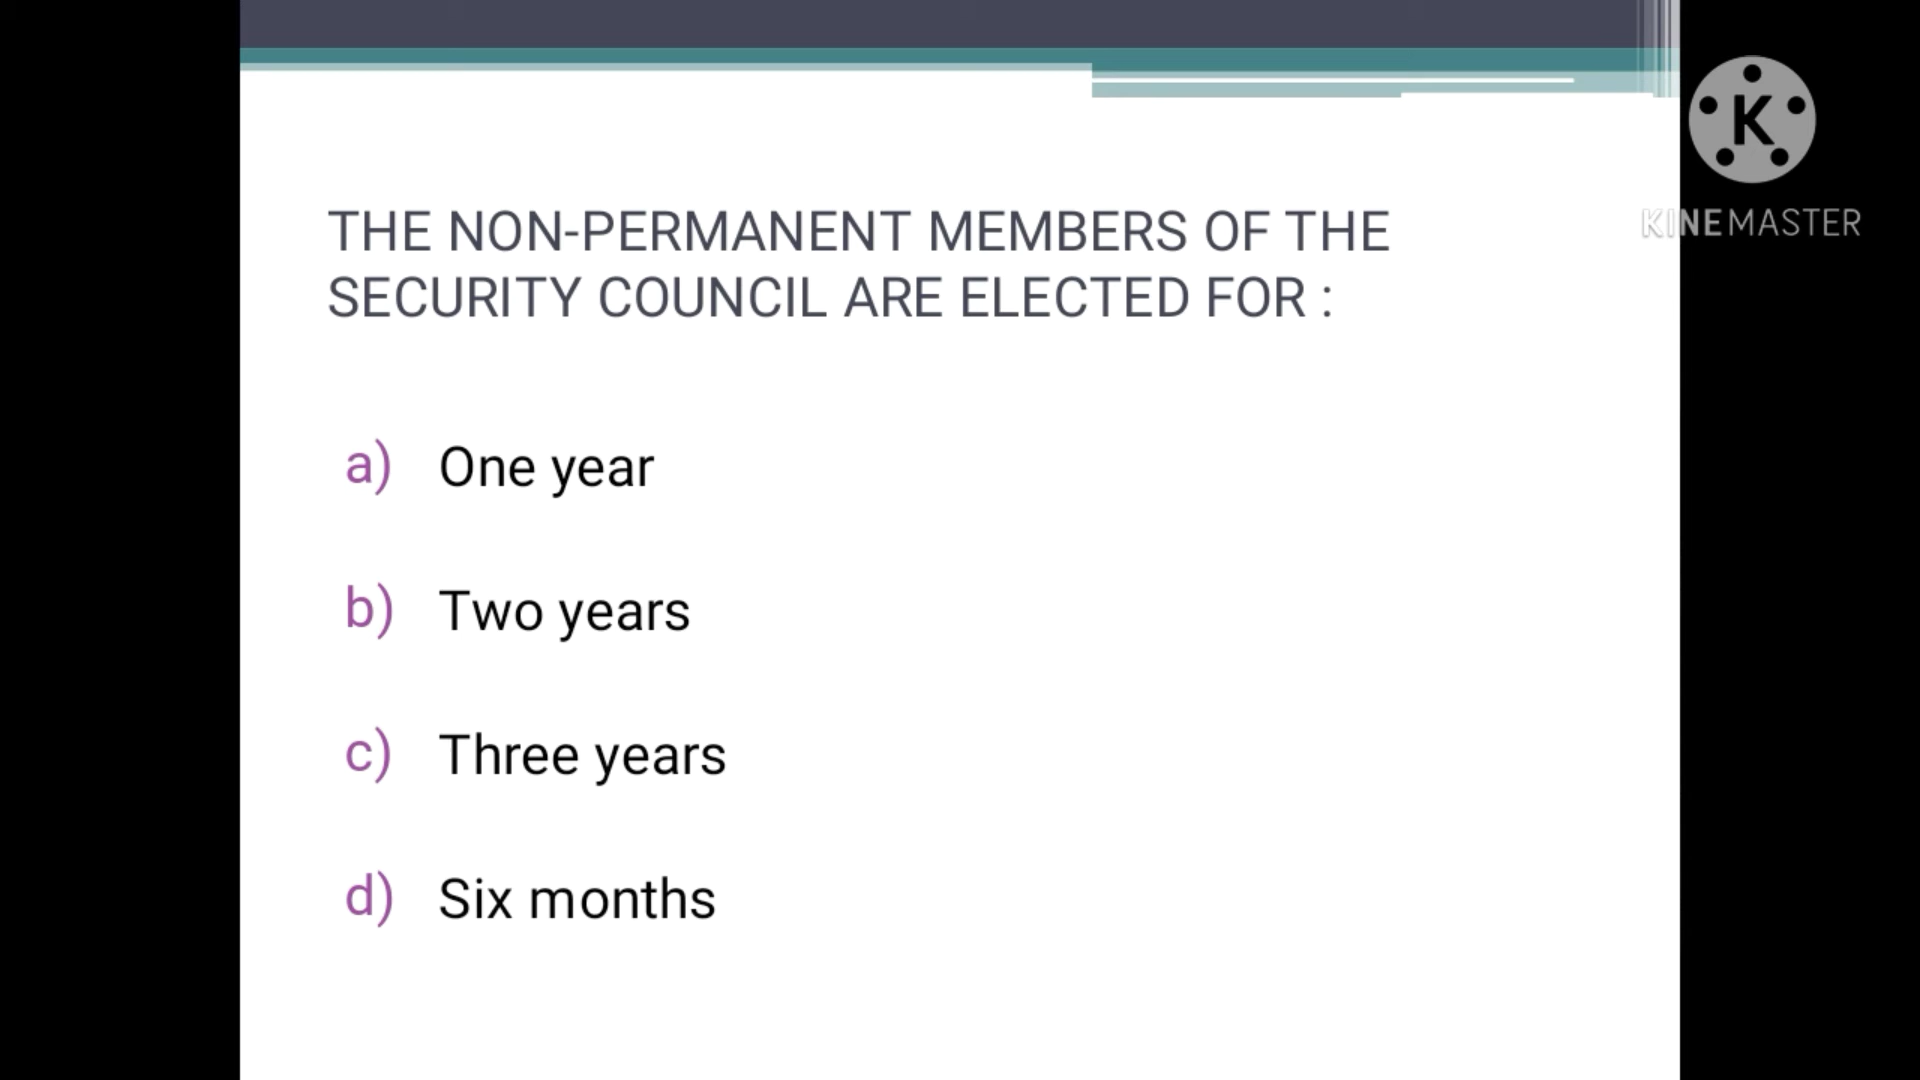 THE NON-PERMANENT MEMBERS OF THE
SECURITY COUNCIL ARE ELECTED FOR :
a) One year
b) Two years
c) Three years
d) Six months
K
KINEMASTER